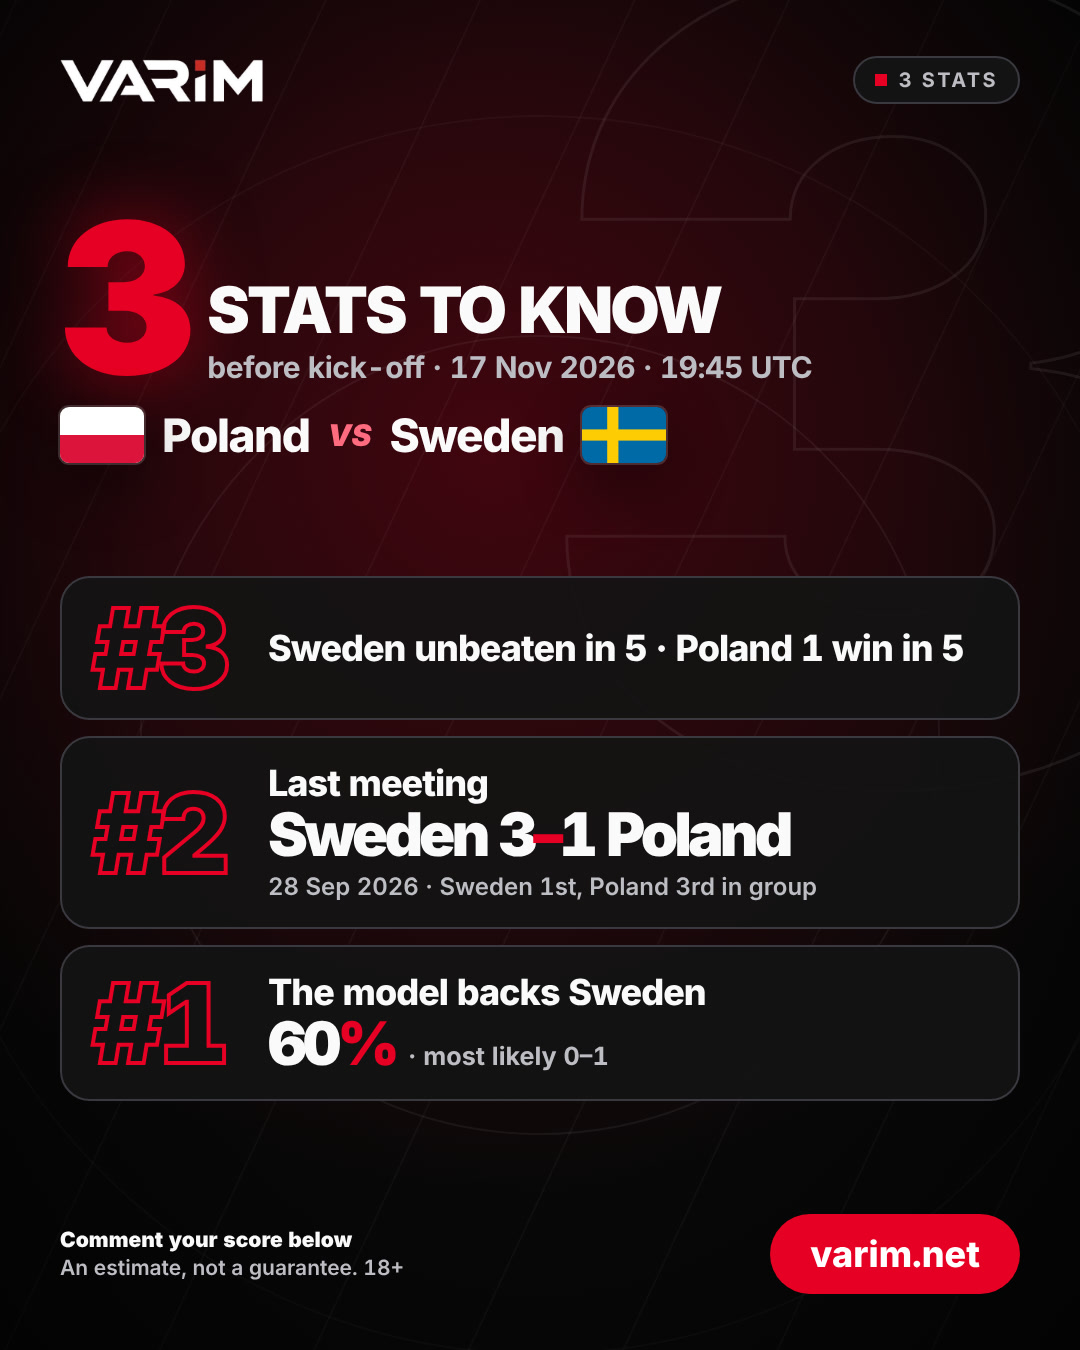 VARiM
3 STATS
3 STATS TO KNOW
before kick-off · 17 Nov 2026 · 19:45 UTC
Poland vs Sweden
#3 Sweden unbeaten in 5 · Poland 1 win in 5
#2 Last meeting
Sweden 3–1 Poland
28 Sep 2026 · Sweden 1st, Poland 3rd in group
#1 The model backs Sweden
60% · most likely 0–1
Comment your score below
An estimate, not a guarantee. 18+
varim.net